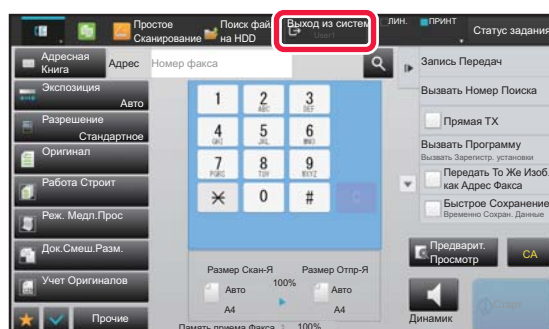 Простое
Сканирование
Поиск фай
на HDD
Выход из систем
User1
ЛИН.
ПРИНТ
Статус задания
Адресная
Книга
Адрес
Номер факса
Экспозиция
Авто
Разрешение
Стандартное
Оригинал
Работа Строит
Реж. Медл.Прос
Док.Смеш.Разм.
Учет Оригиналов
Прочие
1
2
ABC
3
DEF
4
GHI
5
JKL
6
MNO
7
PQRS
8
TUV
9
WXYZ
0
#
Размер Скан-Я
100%
Размер Отпр-Я
Авто
A4
Авто
A4
Память приема Факса : 100%
Запись Передач
Вызвать Номер Поиска
Прямая TX
Вызвать Программу
Вызвать Зарегистр. установки
Передать То Же Изоб.
как Адрес Факса
Быстрое Сохранение
Временно Сохран. Данные
Предварит.
Просмотр
CA
Динамик
Старт